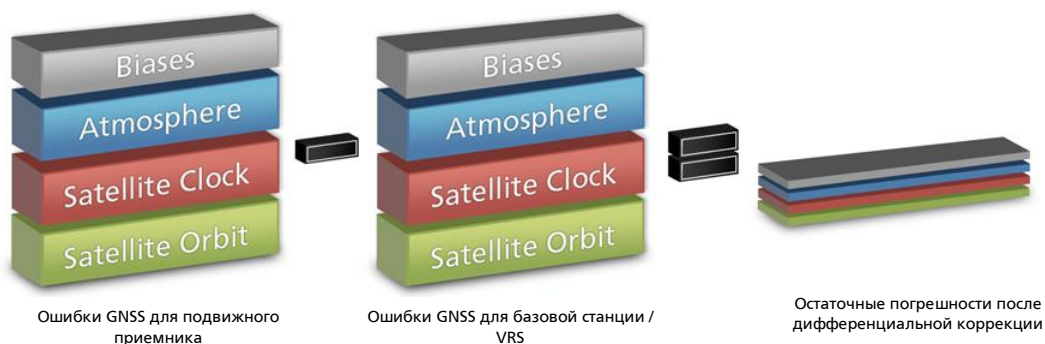 Biases
Atmosphere
Satellite Clock
Satellite Orbit
Biases
Atmosphere
Satellite Clock
Satellite Orbit
Ошибки GNSS для подвижного
приемника
Ошибки GNSS для базовой станции /
VRS
Остаточные погрешности после
дифференциальной коррекции